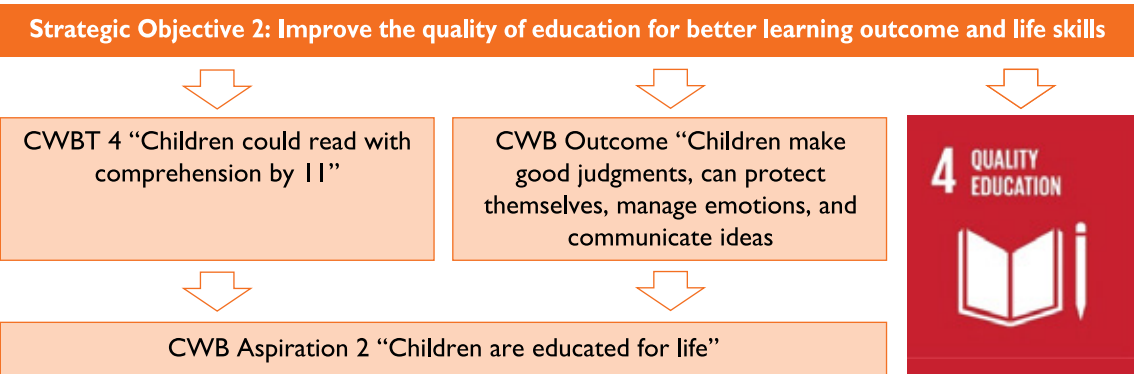 Strategic Objective 2: Improve the quality of education for better learning outcome and life skills
CWBT 4 “Children could read with
comprehension by 11”
CWB Outcome “Children make
good judgments, can protect
themselves, manage emotions, and
communicate ideas
4 QUALITY
EDUCATION
CWB Aspiration 2 “Children are educated for life”